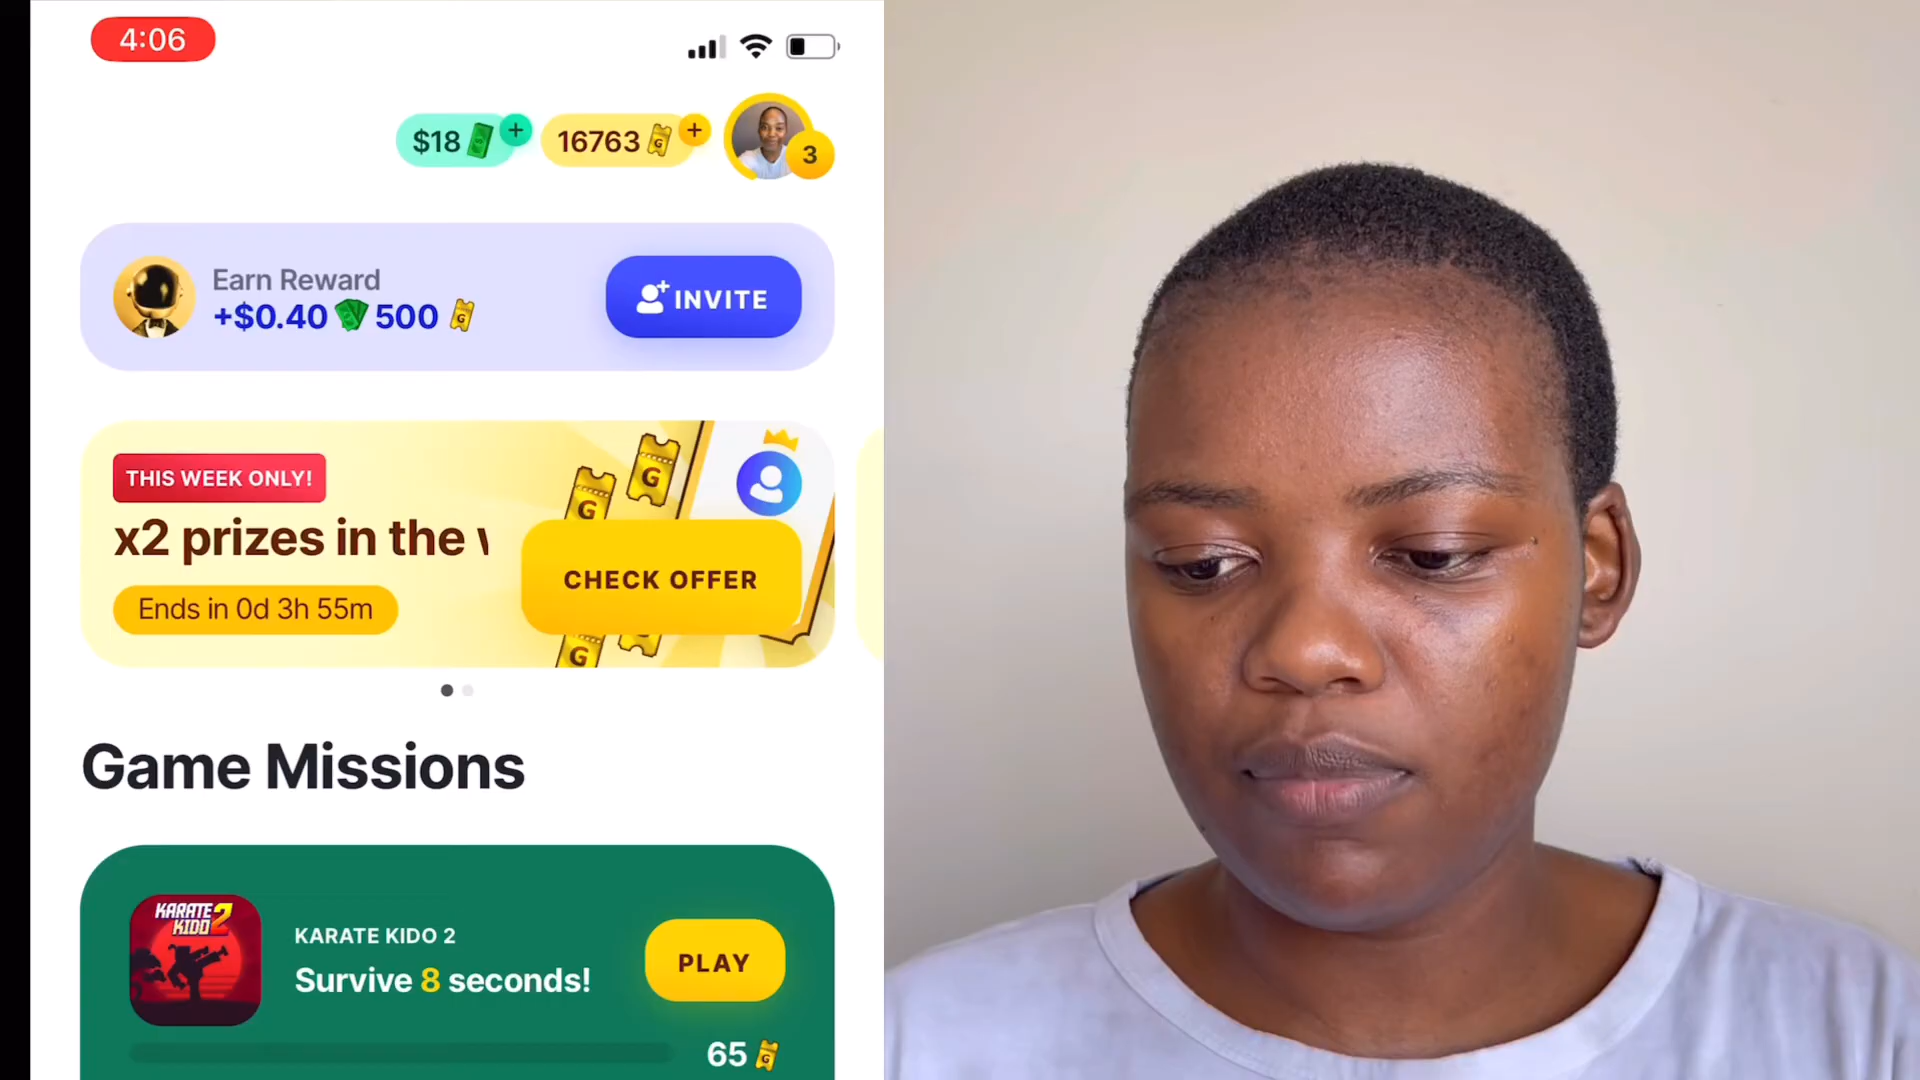 4:06
$18
16763
3
Earn Reward
+$0.40 500
INVITE
THIS WEEK ONLY!
x2 prizes in the
Ends in 0d 3h 55m
CHECK OFFER
G
G
G
Game Missions
KARATE KIDO 2
KARATE KIDO 2
Survive 8 seconds!
PLAY
65